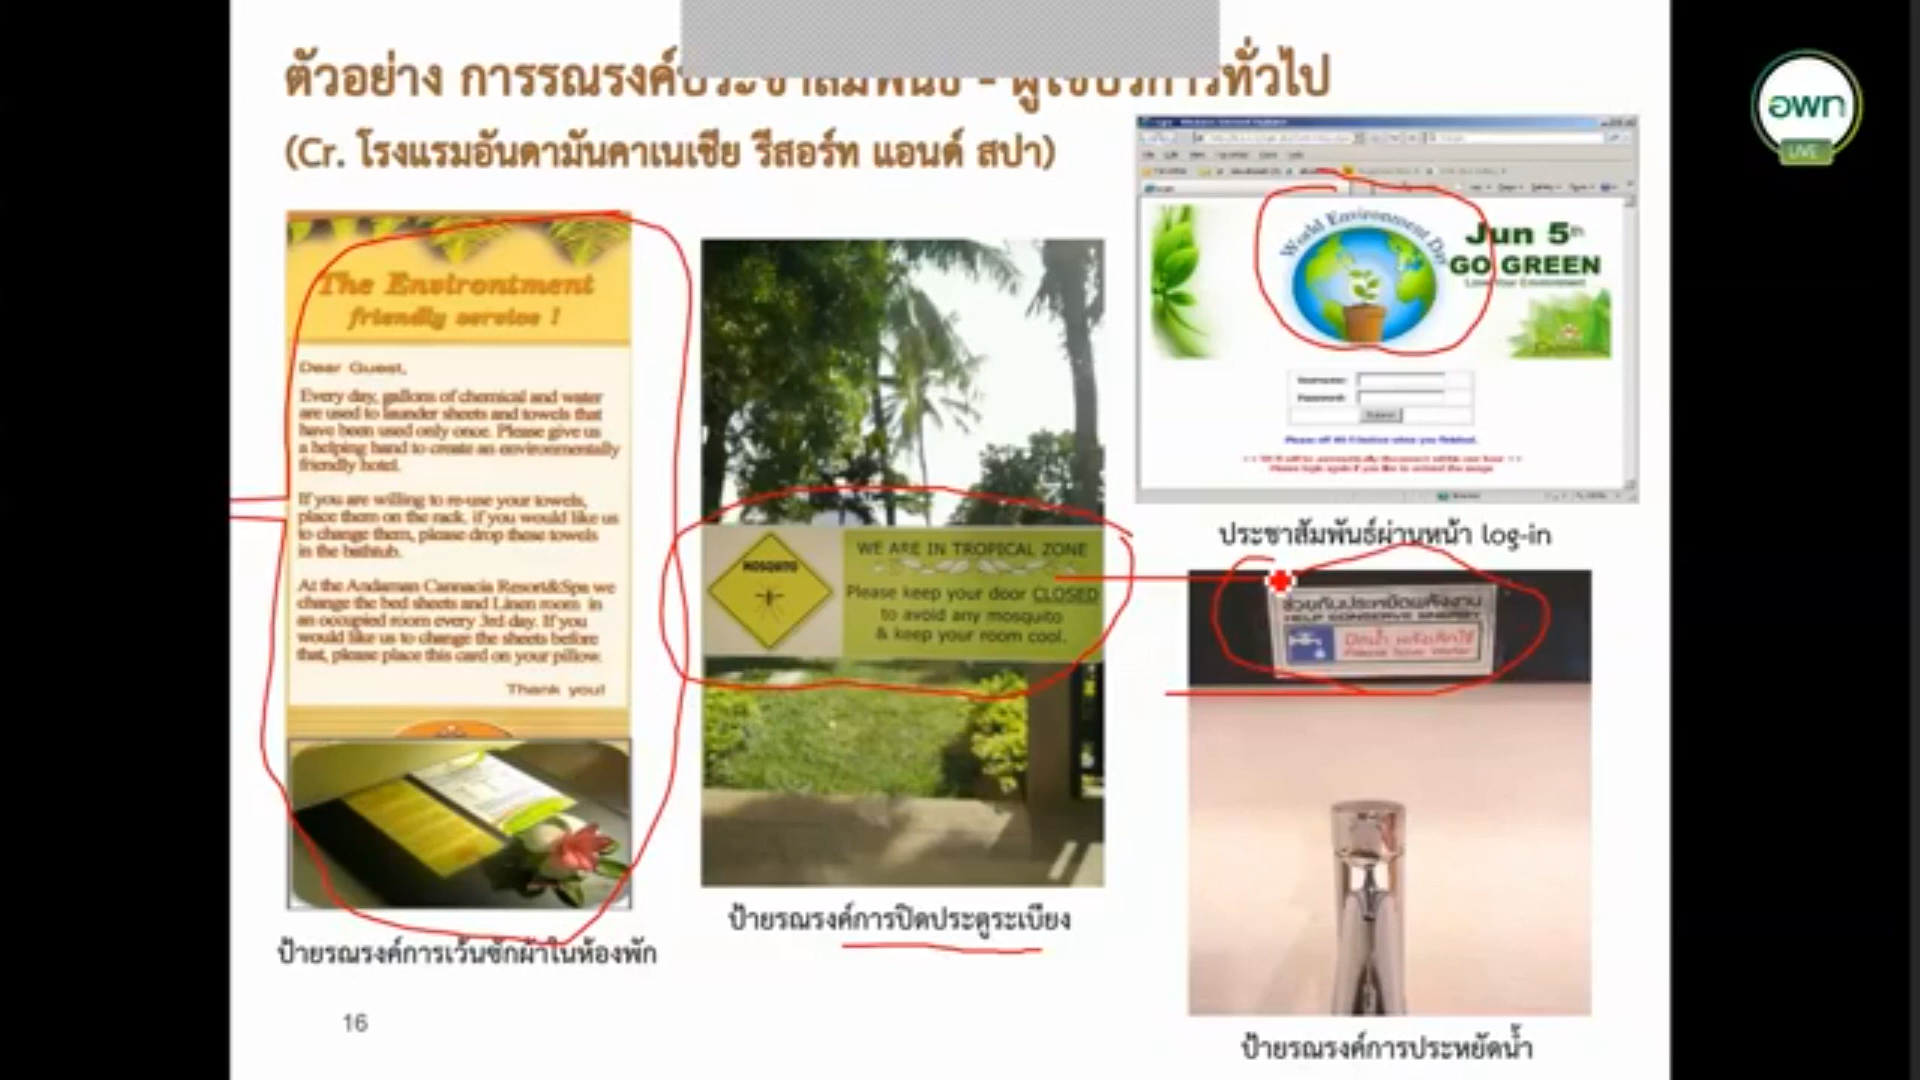 ตัวอย่าง การรณรงค์ประชาสัมพันธ์ - ผู้ใช้บริการทั่วไป
(Cr. โรงแรมอันดามันคาเนเซีย รีสอร์ท แอนด์ สปา)
อพท
LIVE
The Environtment
friendly service !
Dear Guest,
Every day, gallons of chemical and water
are used to launder sheets and towels that
have been used only once. Please give us
a helping hand to create an environmentally
friendly hotel.
If you are willing to re-use your towels,
place them on the rack, if you would like us
to change them, please drop these towels
in the bathtub.
At the Andaman Cannacia Resort&Spa we
change the bed sheets and Linen room in
an occupied room every 3rd day. If you
would like us to change the sheets before
that, please place this card on your pillow.
Thank you!
ป้ายรณรงค์การเว้นซักผ้าในห้องพัก
MOSQUITO
WE ARE IN TROPICAL ZONE
Please keep your door CLOSED
to avoid any mosquito
& keep your room cool.
ป้ายรณรงค์การปิดประตูระเบียง
World Environment Day
Jun 5th
GO GREEN
Love Your Environment
Username:
Password:
Submit
ประชาสัมพันธ์ผ่านหน้า log-in
ช่วยกันประหยัดพลังงาน
HELP CONSERVE ENERGY
ปิดน้ำ หลังเลิกใช้
Please Save Water
ป้ายรณรงค์การประหยัดน้ำ
16